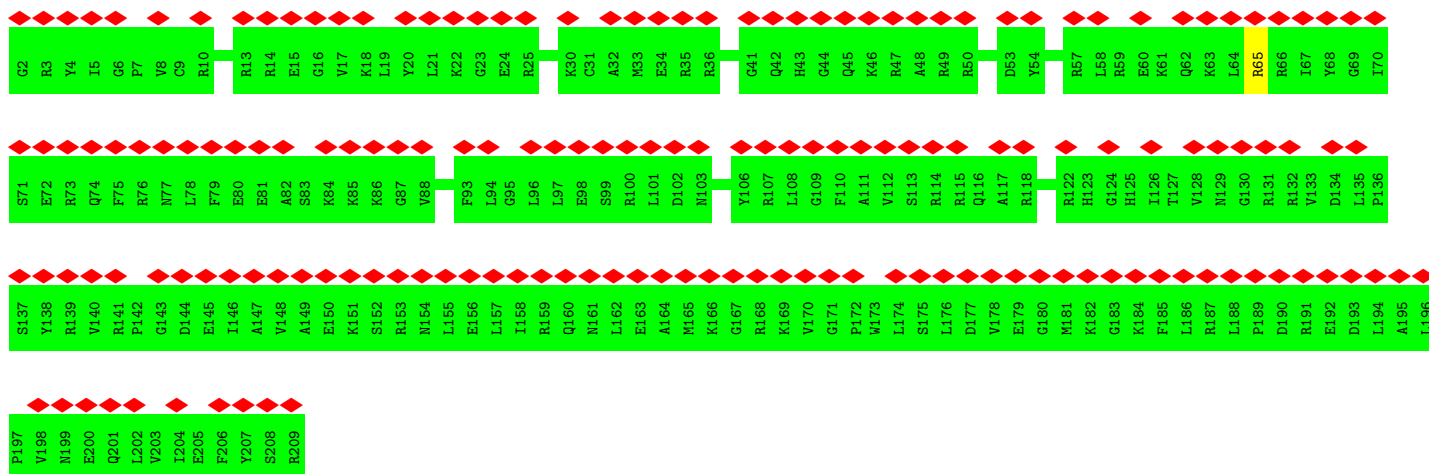 G2 R3 Y4 I5 G6 P7 V8 C9 R10 R13 R14 E15 G16 V17 K18 L19 Y20 L21 K22 G23 E24 R25 K30 C31 A32 M33 E34 R35 R36 G41 Q42 H43 G44 Q45 K46 R47 A48 R49 R50 D53 Y54 R57 L58 R59 E60 K61 Q62 K63 L64 R65 R66 I67 Y68 G69 I70
S71 E72 R73 Q74 F75 R76 N77 L78 F79 E80 E81 A82 S83 K84 K85 K86 G87 V88 F93 L94 G95 L96 L97 E98 S99 R100 L101 D102 N103 Y106 R107 L108 G109 F110 A111 V112 S113 R114 R115 Q116 A117 R118 R122 H123 G124 H125 I126 T127 V128 N129 G130 R131 R132 V133 D134 L135 P136
S137 Y138 R139 V140 R141 P142 G143 D144 E145 I146 A147 V148 A149 E150 K151 S152 R153 N154 L155 E156 L157 I158 R159 Q160 N161 L162 E163 A164 M165 K166 G167 R168 K169 V170 G171 P172 W173 L174 S175 L176 D177 V178 E179 G180 M181 K182 G183 K184 F185 L186 R187 L188 P189 D190 R191 E192 D193 L194 A195 L196
P197 V198 N199 E200 Q201 L202 V203 I204 E205 F206 Y207 S208 R209